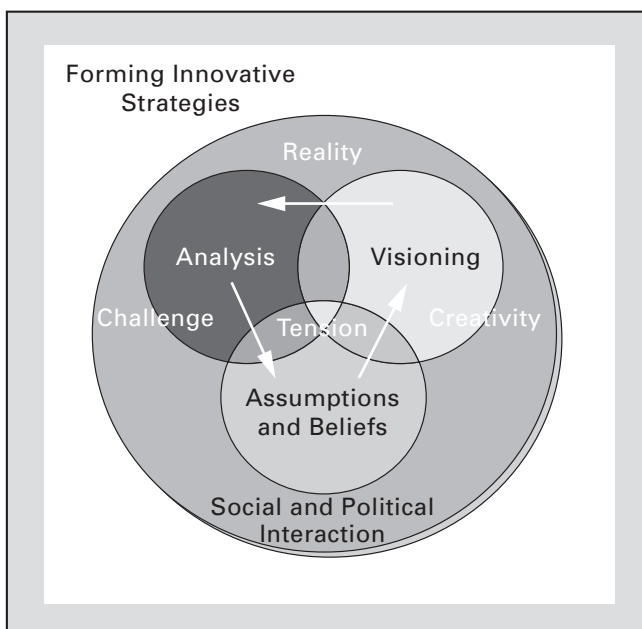 Forming Innovative
Strategies
Reality
Analysis
Visioning
Challenge
Tension
Creativity
Assumptions
and Beliefs
Social and Political
Interaction